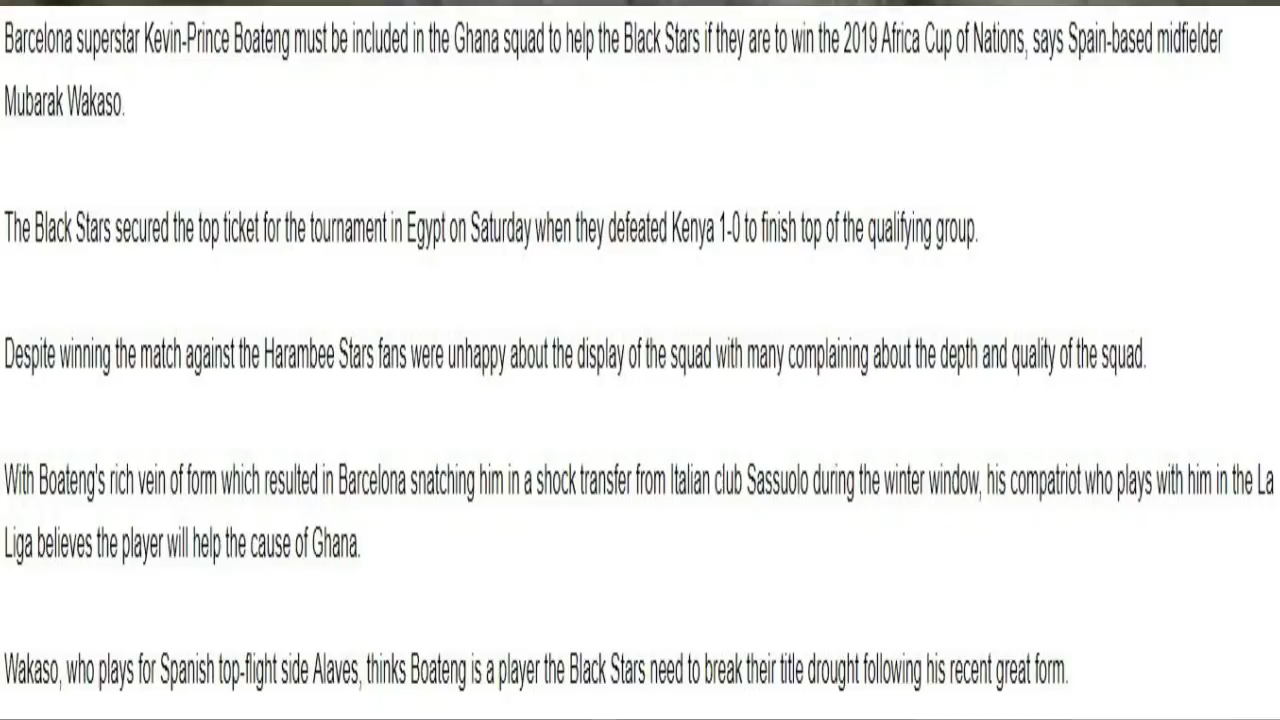 Barcelona superstar Kevin-Prince Boateng must be included in the Ghana squad to help the Black Stars if they are to win the 2019 Africa Cup of Nations, says Spain-based midfielder
Mubarak Wakaso.
The Black Stars secured the top ticket for the tournament in Egypt on Saturday when they defeated Kenya 1-0 to finish top of the qualifying group.
Despite winning the match against the Harambee Stars fans were unhappy about the display of the squad with many complaining about the depth and quality of the squad.
With Boateng's rich vein of form which resulted in Barcelona snatching him in a shock transfer from Italian club Sassuolo during the winter window, his compatriot who plays with him in the La
Liga believes the player will help the cause of Ghana.
Wakaso, who plays for Spanish top-flight side Alaves, thinks Boateng is a player the Black Stars need to break their title drought following his recent great form.